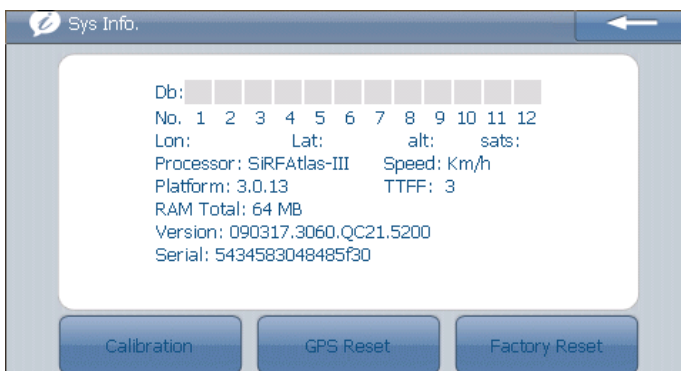 Sys Info.
Db:
No. 1 2 3 4 5 6 7 8 9 10 11 12
Lon: Lat: alt: sats:
Processor: SiRFAtlas-III Speed: Km/h
Platform: 3.0.13 TTFF: 3
RAM Total: 64 MB
Version: 090317.3060.QC21.5200
Serial: 5434583048485f30
Calibration GPS Reset Factory Reset